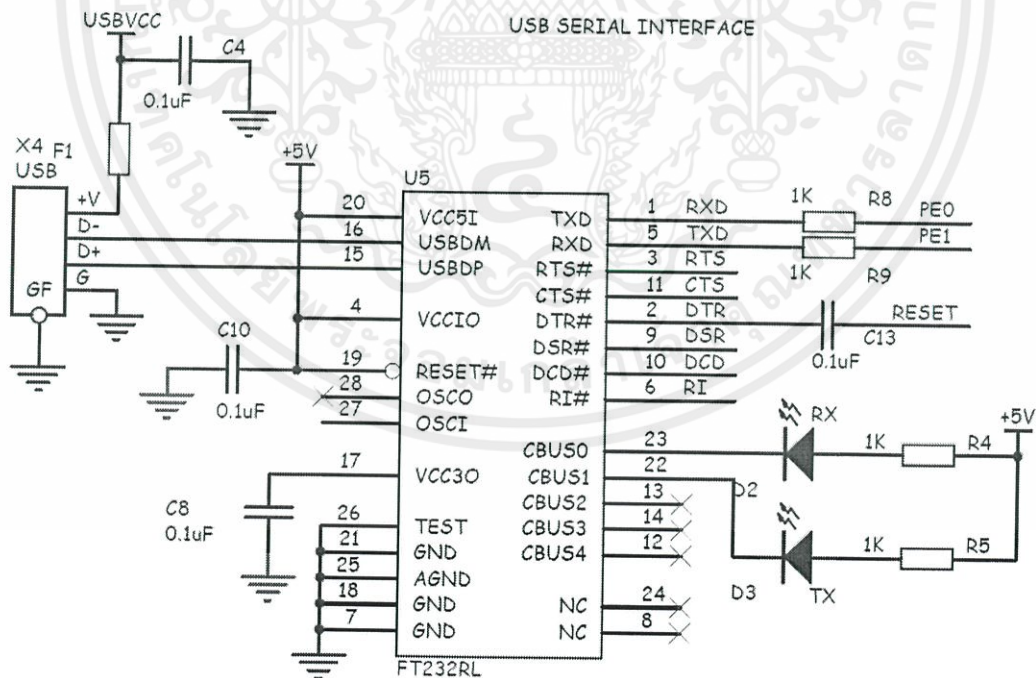 USBVCC
USB SERIAL INTERFACE
C4
0.1uF
X4 F1
USB
+V
D-
D+
G
GF
+5V
U5
20 VCC5I
16 USBDM
15 USBDP
4 VCCIO
19 RESET#
28 OSCO
27 OSCI
17 VCC3O
26 TEST
21 GND
25 AGND
18 GND
7 GND
FT232RL
C10
0.1uF
C8
0.1uF
TXD 1 RXD 1K R8 PE0
RXD 5 TXD PE1
RTS# 3 RTS 1K R9
CTS# 11 CTS
DTR# 2 DTR RESET
C13
0.1uF
DSR# 9 DSR
DCD# 10 DCD
RI# 6 RI
CBUS0 23 RX 1K R4 +5V
CBUS1 22
D2
CBUS2 13
CBUS3 14
CBUS4 12
1K R5
D3 TX
NC 24
NC 8